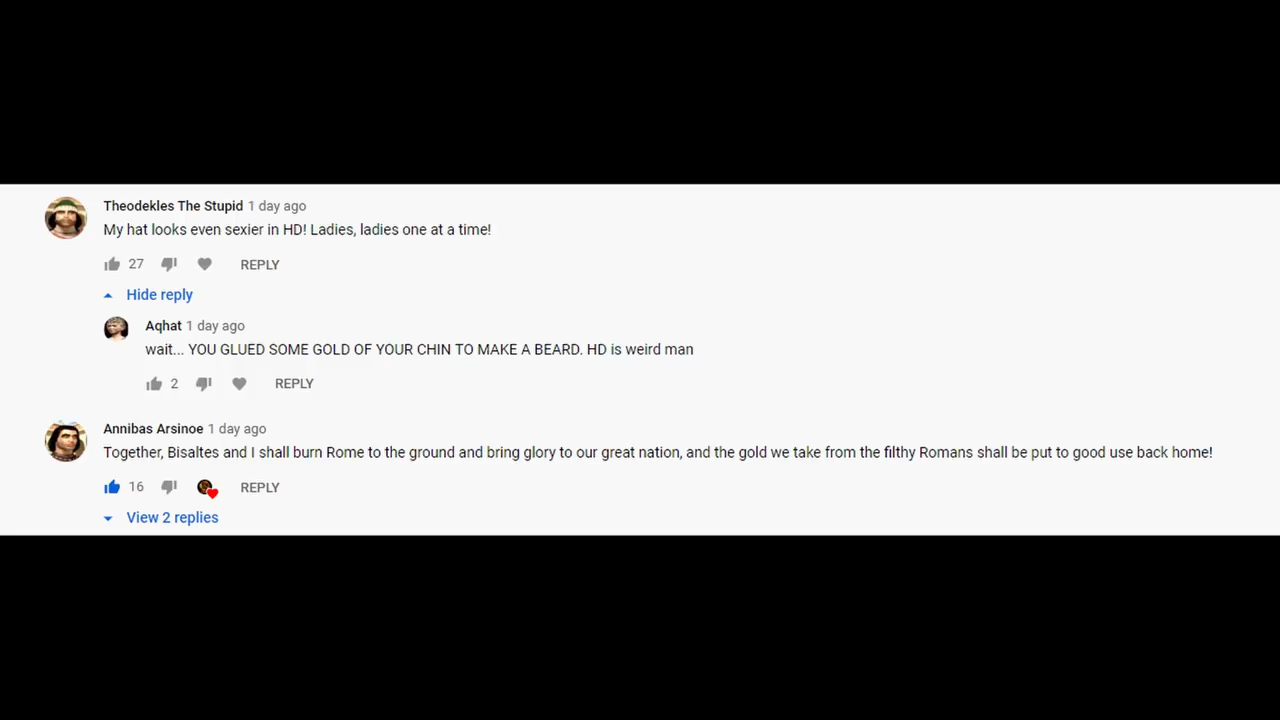 Theodekles The Stupid 1 day ago
My hat looks even sexier in HD! Ladies, ladies one at a time!
27 REPLY
Hide reply
Aqhat 1 day ago
wait... YOU GLUED SOME GOLD OF YOUR CHIN TO MAKE A BEARD. HD is weird man
2 REPLY
Annibas Arsinoe 1 day ago
Together, Bisaltes and I shall burn Rome to the ground and bring glory to our great nation, and the gold we take from the filthy Romans shall be put to good use back home!
16 REPLY
View 2 replies